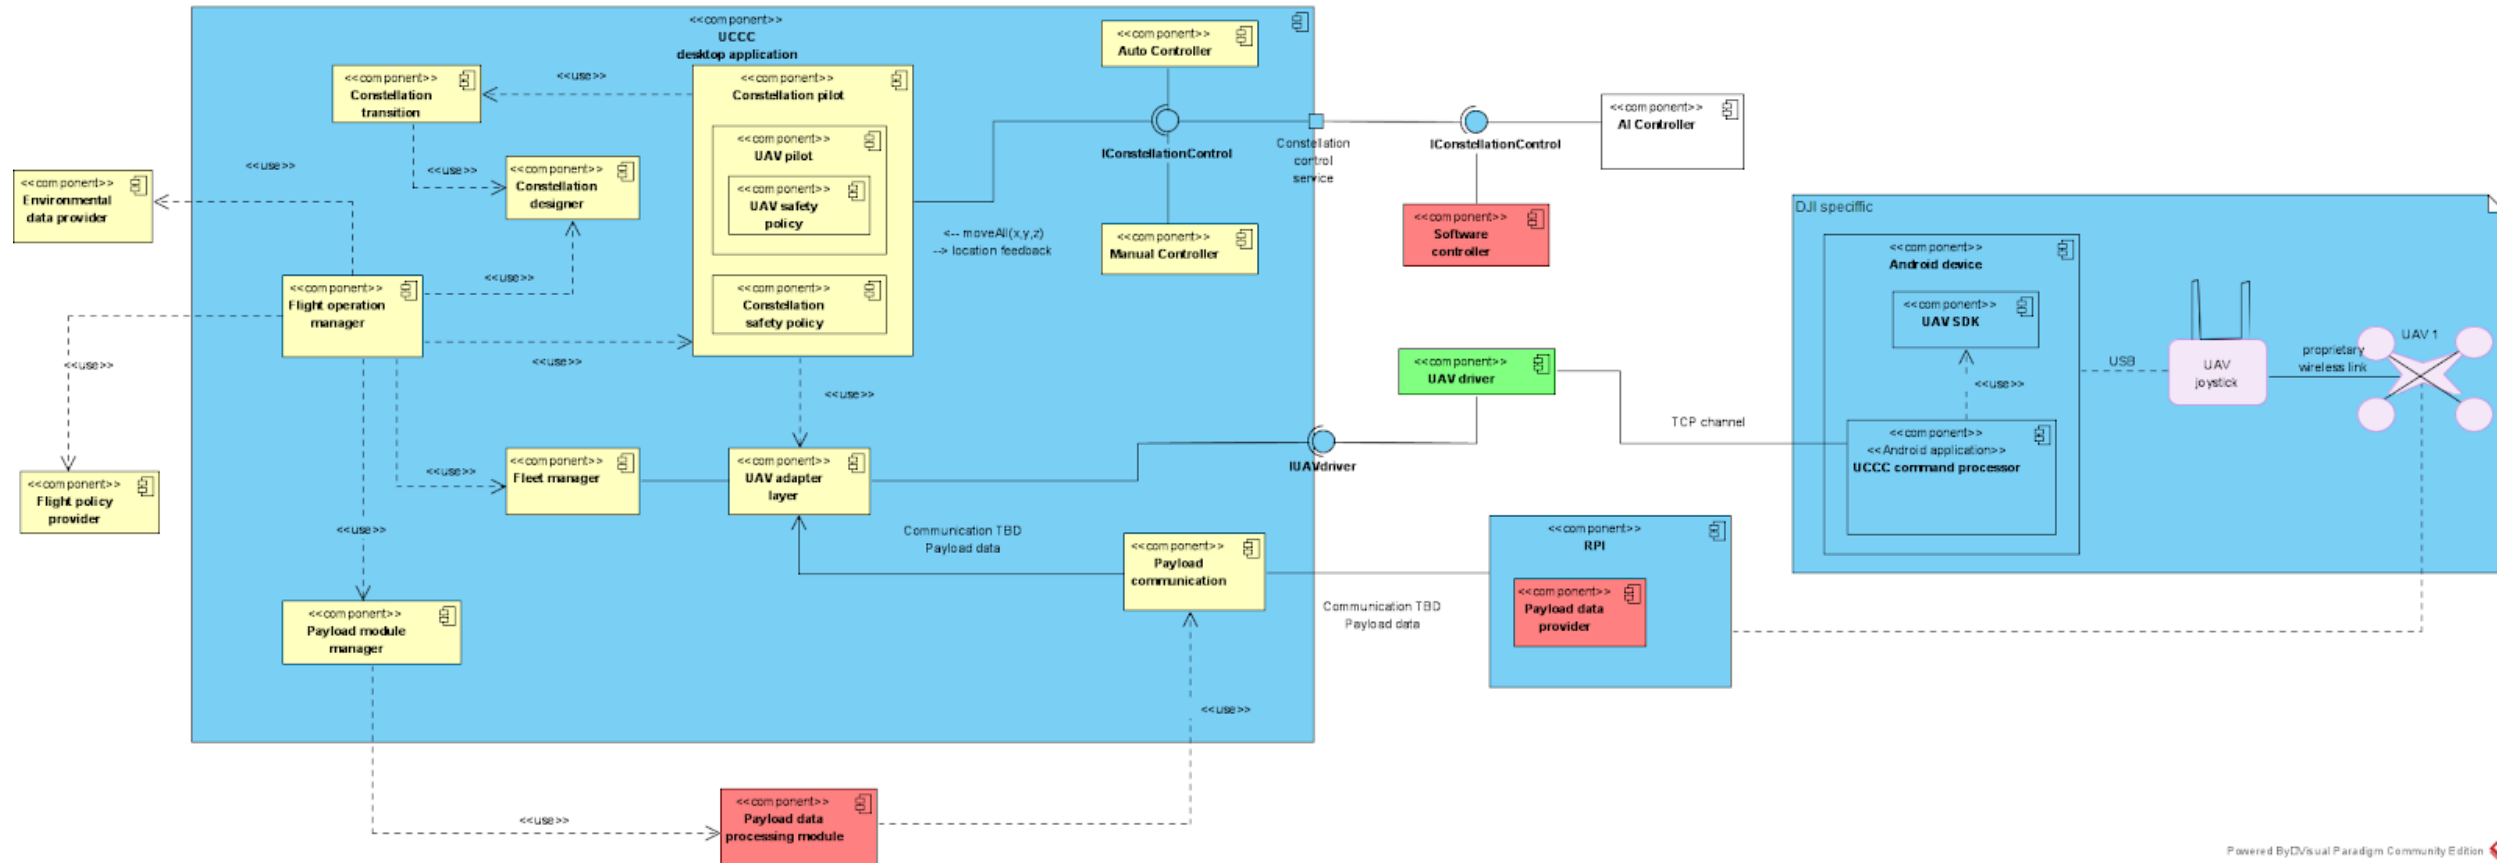 <<component>>
UCCC
desktop application
<<component>>
Auto Controller
<<component>>
Constellation
transition
<<use>>
<<component>>
Constellation pilot
<<component>>
UAV pilot
<<component>>
UAV safety
policy
<<component>>
Constellation
safety policy
<<use>>
<<component>>
Constellation
designer
<<use>>
<<component>>
Environmental
data provider
IConstellationControl
Constellation
control
service
IConstellationControl
<<component>>
AI Controller
<<component>>
Software
controller
<-- moveAll(x,y,z)
--> location feedback
<<component>>
Manual Controller
<<use>>
<<component>>
Flight operation
manager
<<use>>
<<use>>
<<use>>
<<component>>
Flight policy
provider
<<use>>
<<component>>
Fleet manager
<<component>>
UAV adapter
layer
IUAVdriver
<<component>>
UAV driver
TCP channel
DJI speciffic
<<component>>
Android device
<<component>>
UAV SDK
<<use>>
<<component>>
<<Android application>>
UCCC command processor
USB
UAV
joystick
proprietary
wireless link
UAV 1
<<use>>
Communication TBD
Payload data
<<component>>
Payload
communication
<<component>>
RPI
<<component>>
Payload data
provider
Communication TBD
Payload data
<<component>>
Payload module
manager
<<use>>
<<use>>
<<component>>
Payload data
processing module
Powered By□Visual Paradigm Community Edition